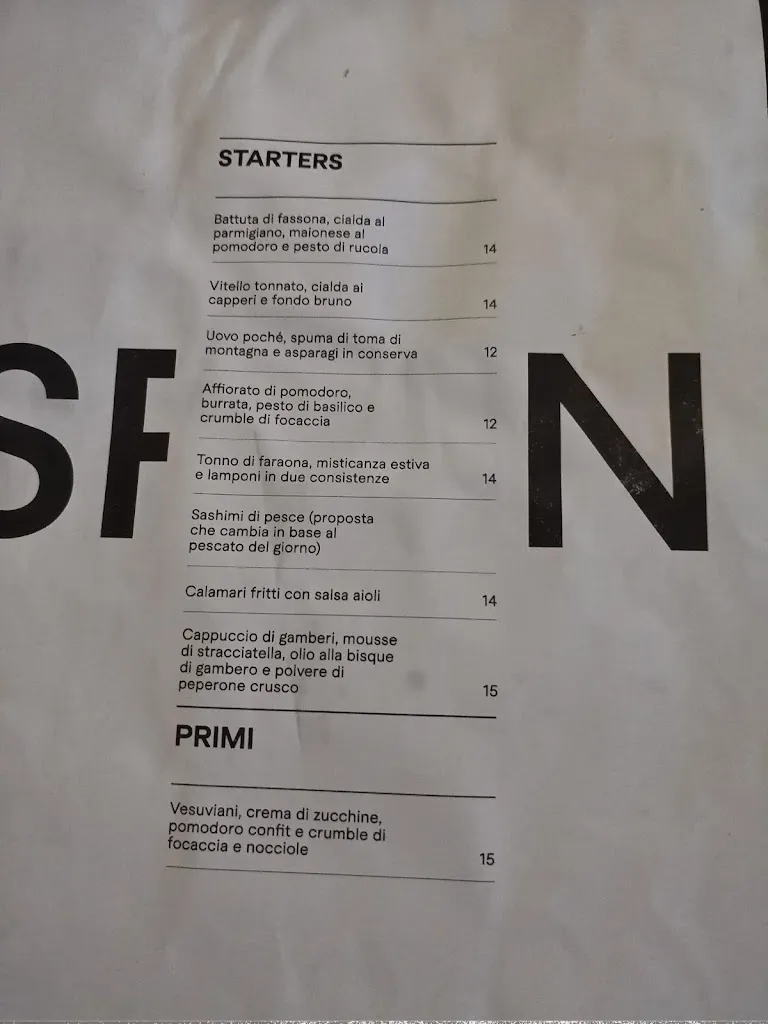 STARTERS
Battuta di fassona, cialda al
parmigiano, maionese al
pomodoro e pesto di rucola 14
Vitello tonnato, cialda ai
capperi e fondo bruno 14
Uovo poché, spuma di toma di
montagna e asparagi in conserva 12
Affiorato di pomodoro,
burrata, pesto di basilico e
crumble di focaccia 12
Tonno di faraona, misticanza estiva
e lamponi in due consistenze 14
Sashimi di pesce (proposta
che cambia in base al
pescato del giorno)
Calamari fritti con salsa aioli 14
Cappuccio di gamberi, mousse
di stracciatella, olio alla bisque
di gambero e polvere di
peperone crusco 15
PRIMI
Vesuviani, crema di zucchine,
pomodoro confit e crumble di
focaccia e nocciole 15
S
N